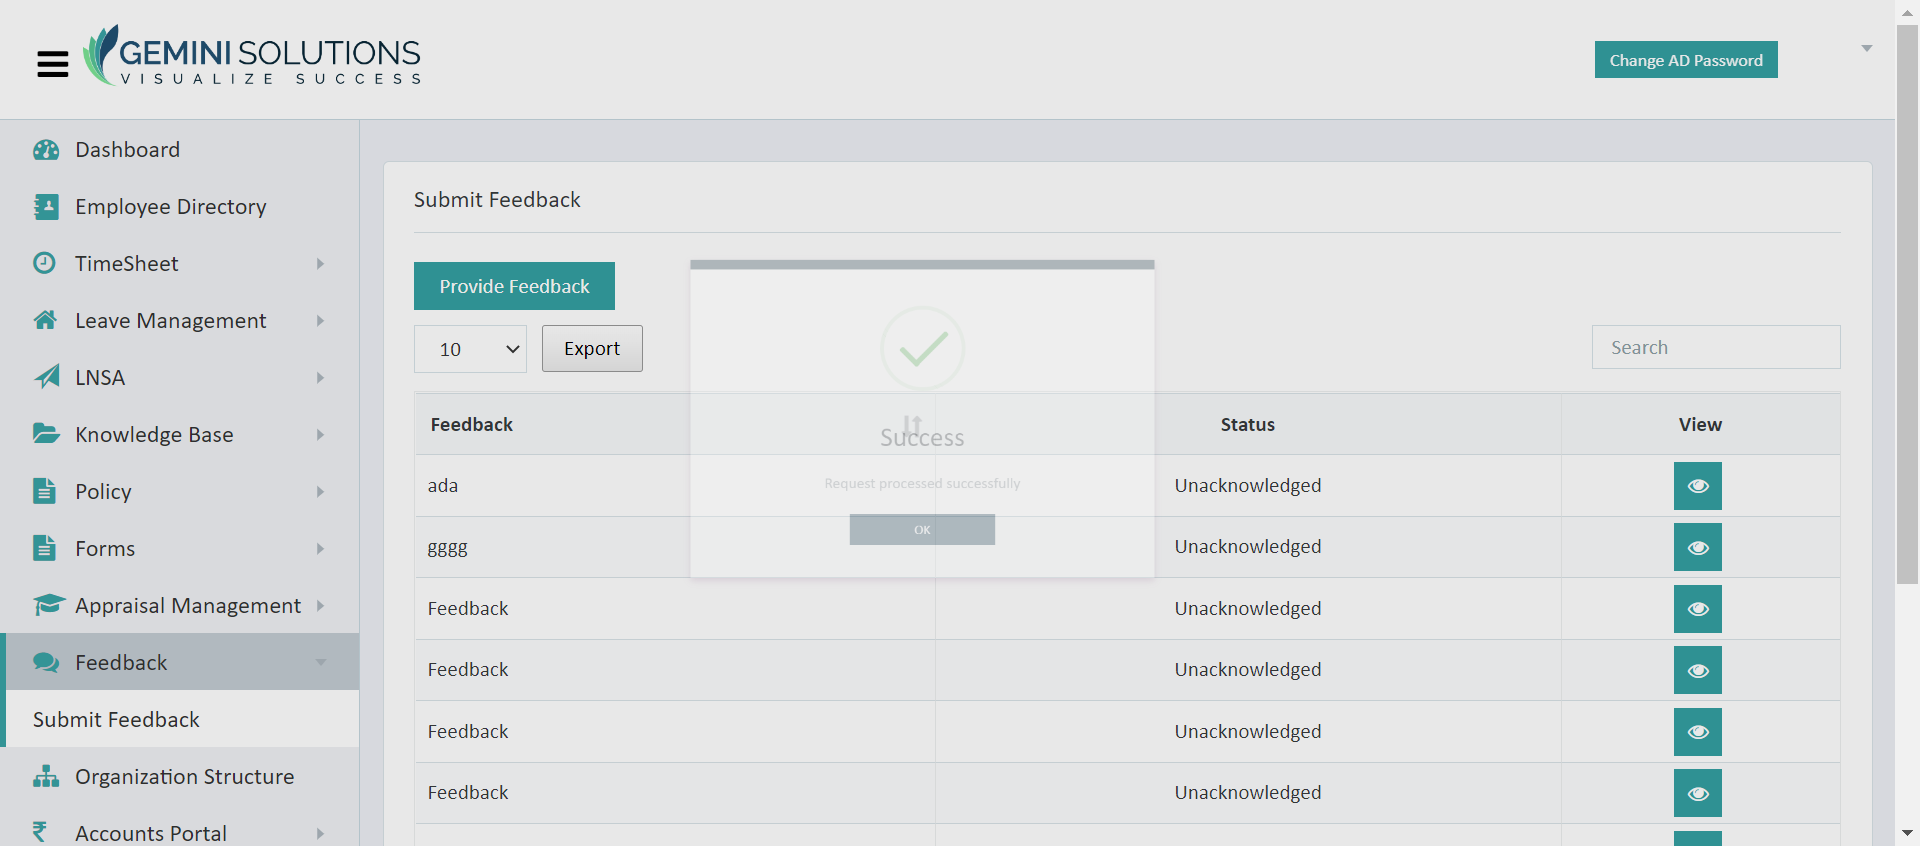 GEMINI SOLUTIONS
VISUALIZE SUCCESS
Change AD Password
Dashboard
Employee Directory
TimeSheet
Leave Management
LNSA
Knowledge Base
Policy
Forms
Appraisal Management
Feedback
Submit Feedback
Organization Structure
Accounts Portal
Submit Feedback
Provide Feedback
10
Export
Search
Feedback Status View
ada Unacknowledged
gggg Unacknowledged
Feedback Unacknowledged
Feedback Unacknowledged
Feedback Unacknowledged
Feedback Unacknowledged
Success
Request processed successfully
OK